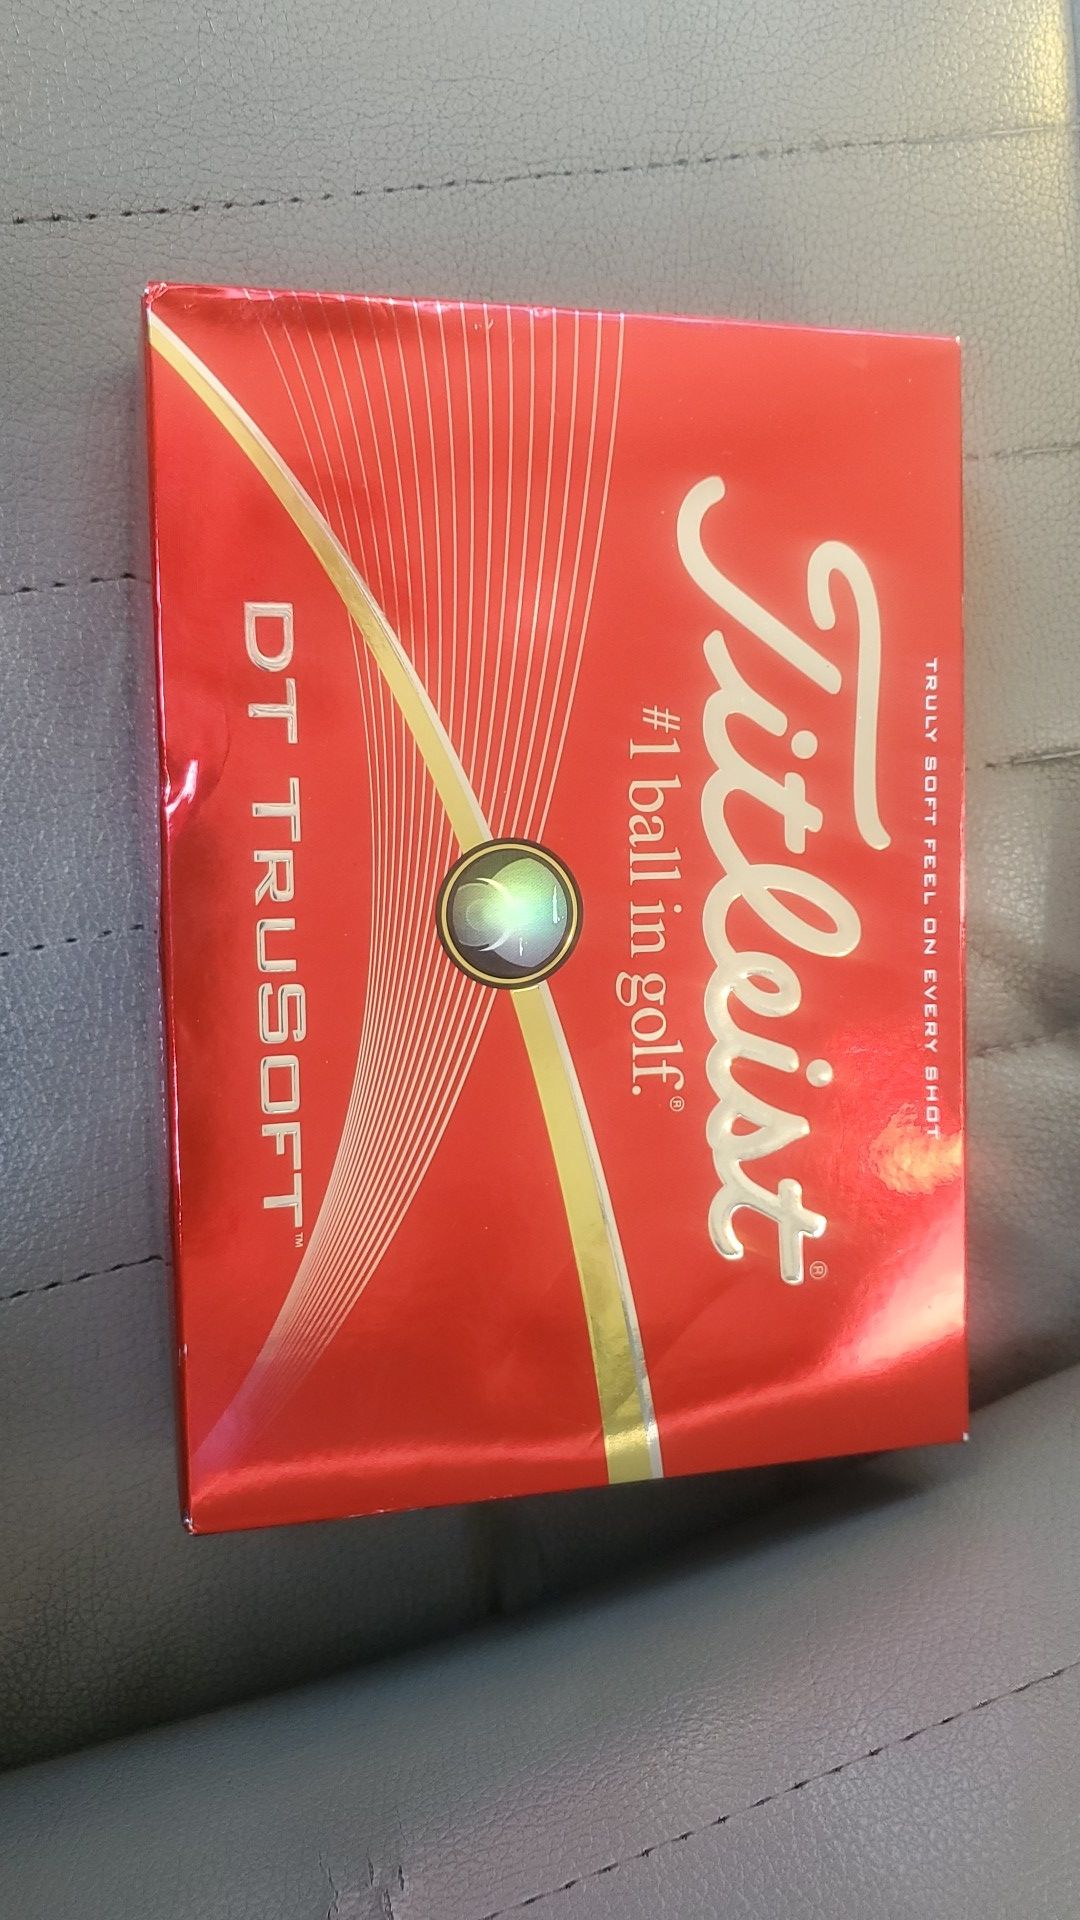 TRULY SOFT FEEL ON EVERY SHOT
Titleist®
#1 ball in golf.®
DT TRUSOFT™